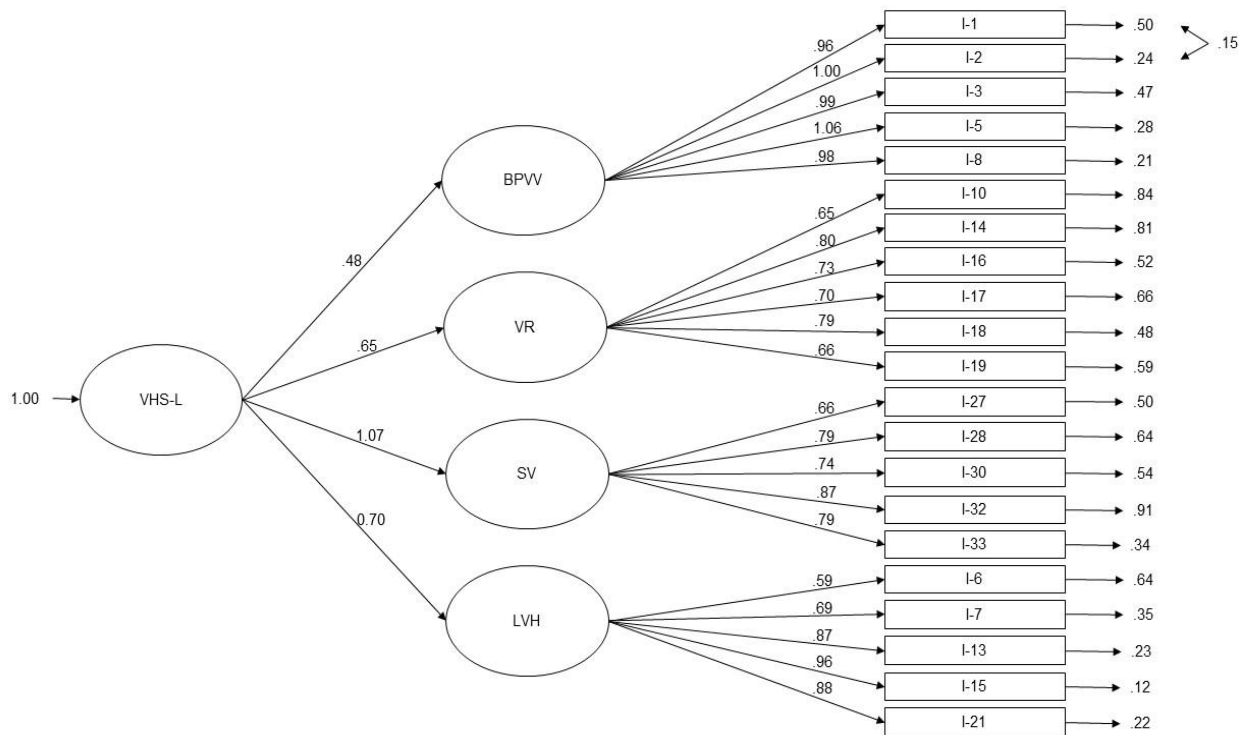 I-1 .50
.15
.96
I-2 .24
1.00
I-3 .47
.99
I-5 .28
1.06
I-8 .21
.98
BPVV
I-10 .84
.65
I-14 .81
.80
I-16 .52
.73
.48
I-17 .66
.70
VR
I-18 .48
.79
.65
I-19 .59
.66
1.00
VHS-L
I-27 .50
.66
1.07
I-28 .64
.79
SV
I-30 .54
.74
I-32 .91
.87
0.70
I-33 .34
.79
I-6 .64
.59
LVH
I-7 .35
.69
I-13 .23
.87
I-15 .12
.96
I-21 .22
.88